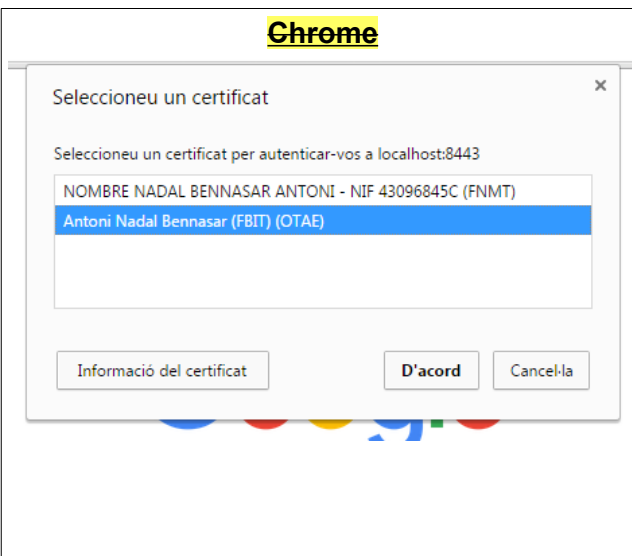 Chrome
Seleccioneu un certificat
Seleccioneu un certificat per autenticar-vos a localhost:8443
NOMBRE NADAL BENNASAR ANTONI - NIF 43096845C (FNMT)
Antoni Nadal Bennasar (FBIT) (OTAE)
Informació del certificat
D'acord
Cancel·la